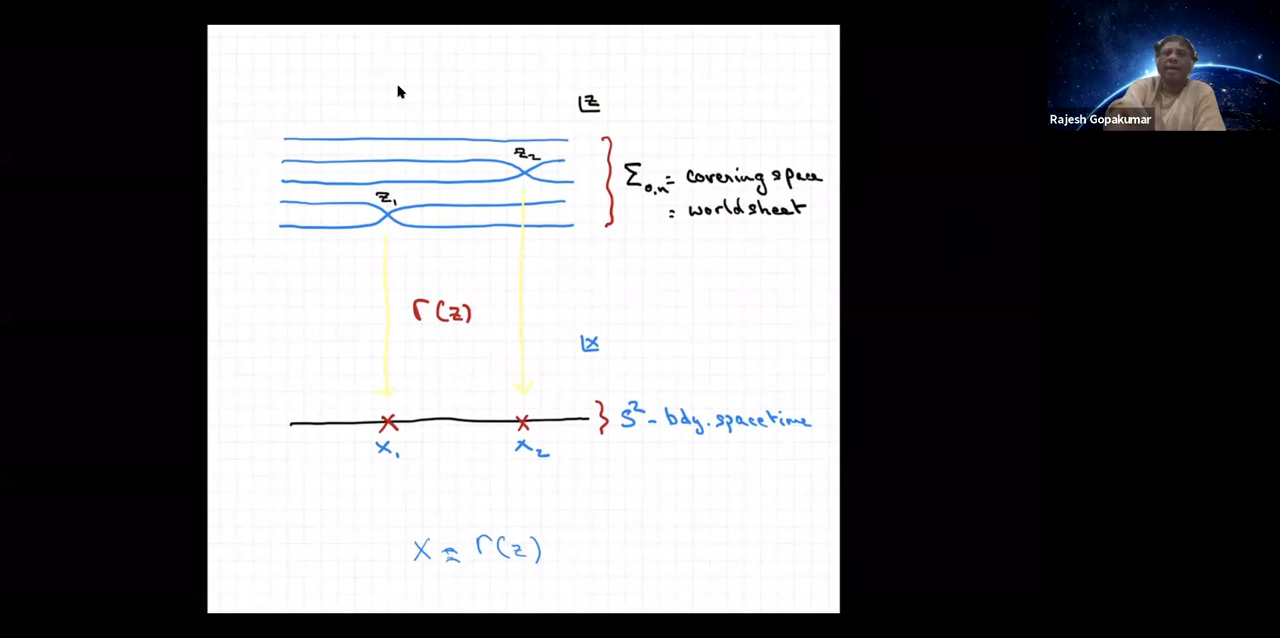 z
z₂
z₁
Σ₀,ₙ = covering space
= worldsheet
Γ(z)
x
S² - bdy. spacetime
x₁
x₂
X = Γ(z)
Rajesh Gopakumar